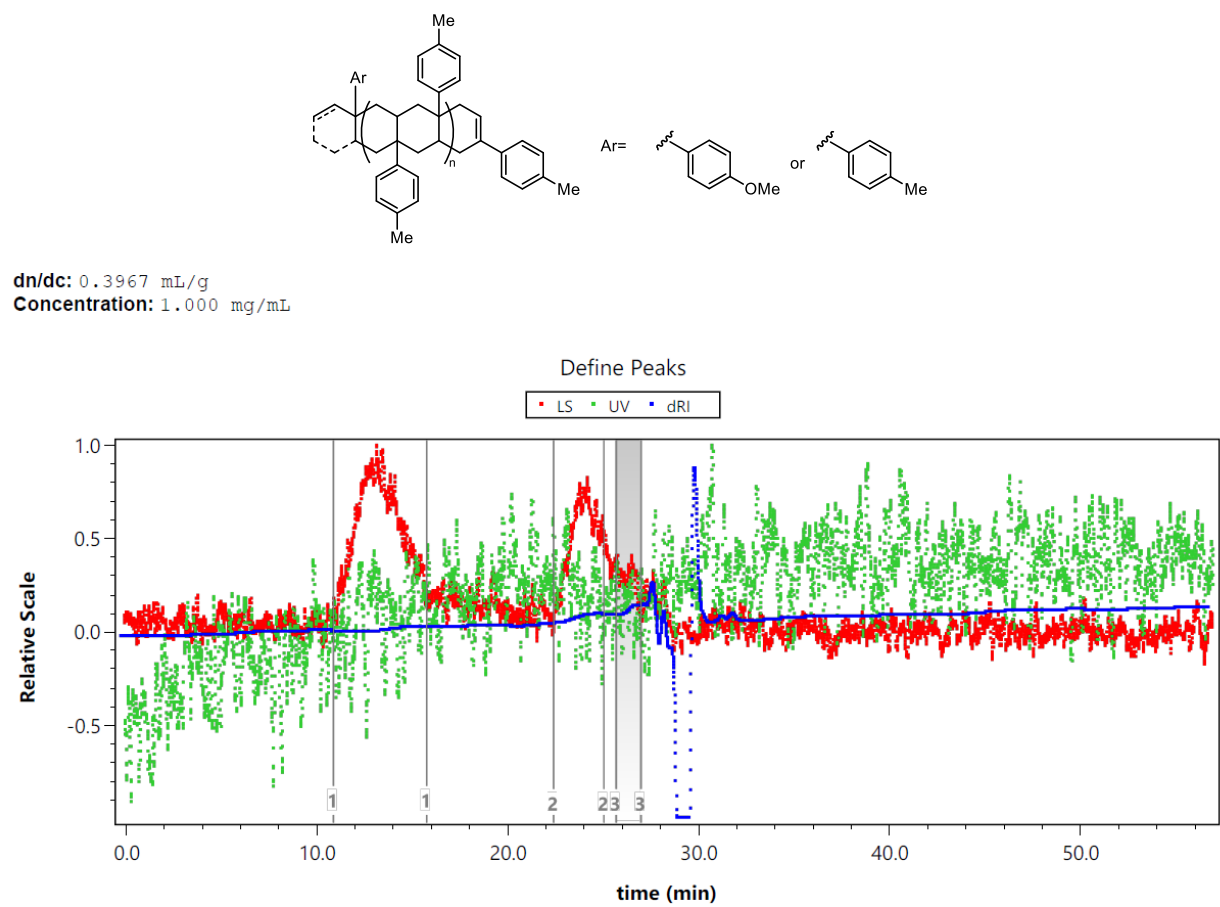 Me
Ar
n
Me
Me
Ar=
OMe
or
Me
dn/dc: 0.3967 mL/g
Concentration: 1.000 mg/mL
Define Peaks
LS UV dRI
1.0
0.5
0.0
-0.5
Relative Scale
1 1 2 2 3 3
0.0 10.0 20.0 30.0 40.0 50.0
time (min)